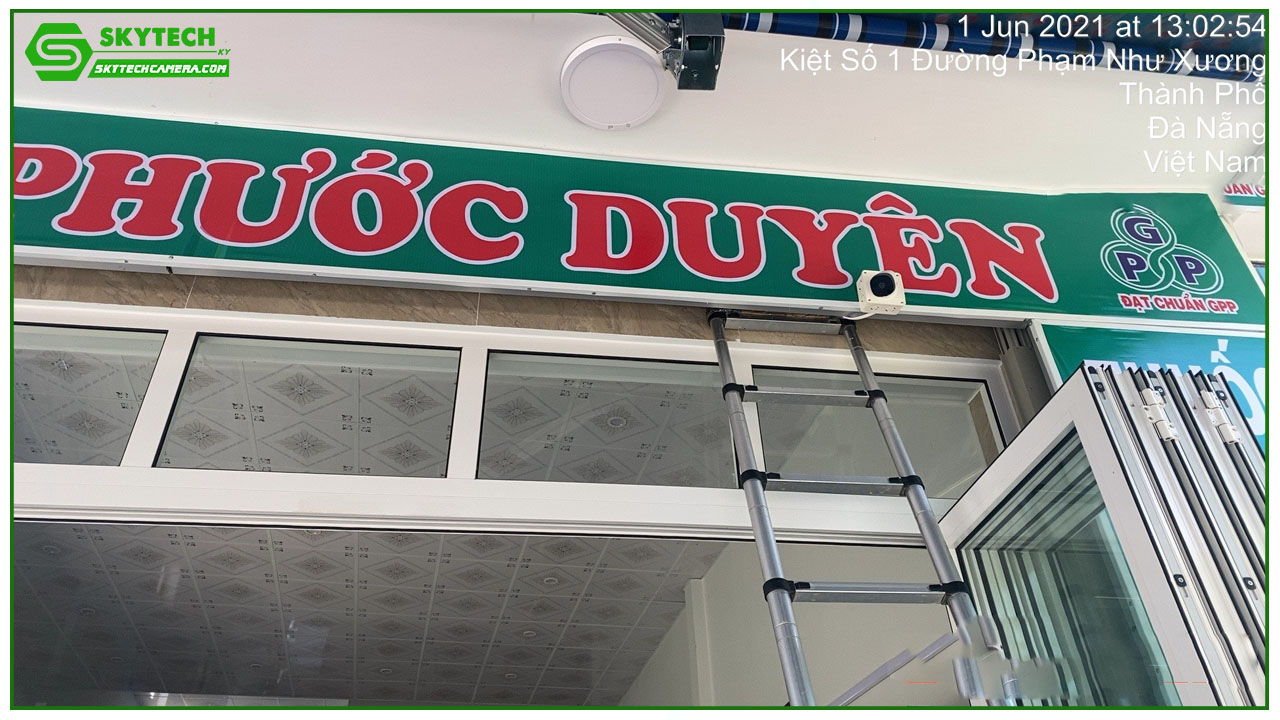 SKYTECH
KY
SKYTECHCAMERA.COM
1 Jun 2021 at 13:02:54
Kiệt Số 1 Đường Phạm Như Xương
Thành Phố
Đà Nẵng
Việt Nam
PHƯỚC DUYÊN
G
P P
ĐẠT CHUẨN GPP